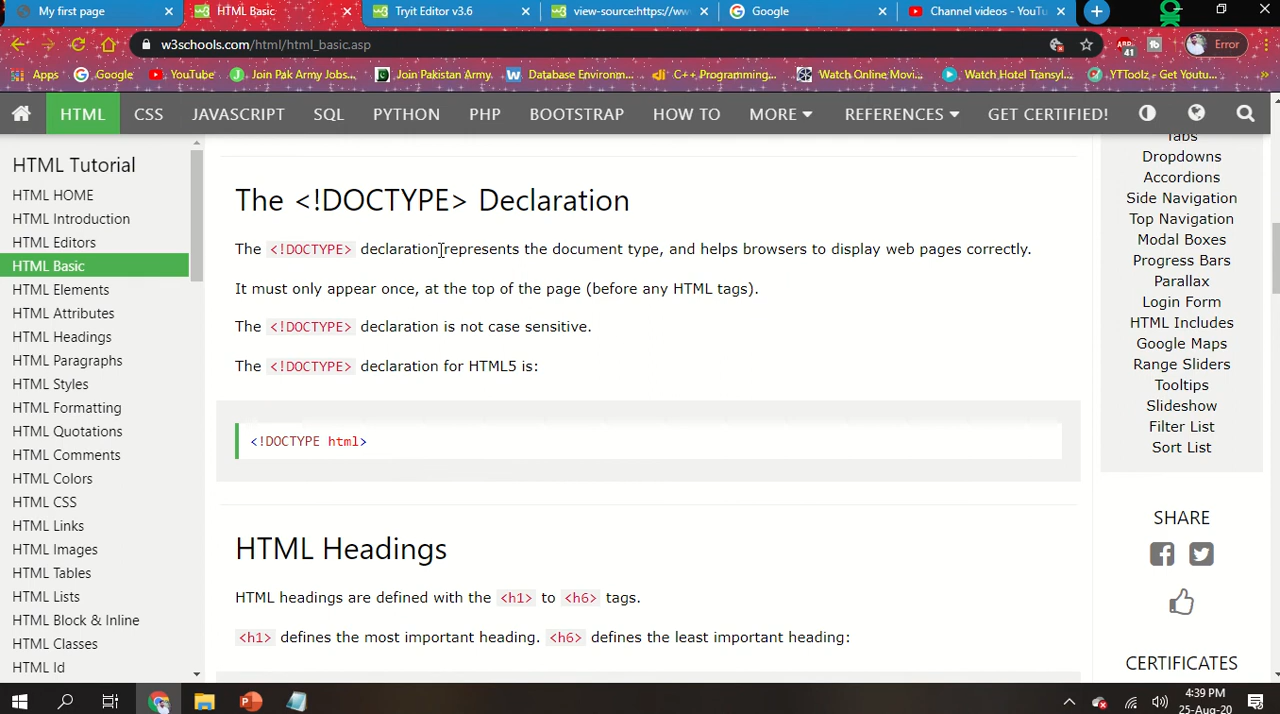 My first page
HTML Basic
Tryit Editor v3.6
view-source:https://www
Google
Channel videos - YouTu
w3schools.com/html/html_basic.asp
ABP
41
Error
Apps
Google
YouTube
Join Pak Army Jobs...
Join Pakistan Army.
Database Environm...
C++ Programming,...
Watch Online Movi...
Watch Hotel Transyl...
YTToolz - Get Youtu...
HTML
CSS
JAVASCRIPT
SQL
PYTHON
PHP
BOOTSTRAP
HOW TO
MORE
REFERENCES
GET CERTIFIED!
HTML Tutorial
HTML HOME
HTML Introduction
HTML Editors
HTML Basic
HTML Elements
HTML Attributes
HTML Headings
HTML Paragraphs
HTML Styles
HTML Formatting
HTML Quotations
HTML Comments
HTML Colors
HTML CSS
HTML Links
HTML Images
HTML Tables
HTML Lists
HTML Block & Inline
HTML Classes
HTML Id
The <!DOCTYPE> Declaration
The <!DOCTYPE> declaration represents the document type, and helps browsers to display web pages correctly.
It must only appear once, at the top of the page (before any HTML tags).
The <!DOCTYPE> declaration is not case sensitive.
The <!DOCTYPE> declaration for HTML5 is:
<!DOCTYPE html>
HTML Headings
HTML headings are defined with the <h1> to <h6> tags.
<h1> defines the most important heading. <h6> defines the least important heading:
Tabs
Dropdowns
Accordions
Side Navigation
Top Navigation
Modal Boxes
Progress Bars
Parallax
Login Form
HTML Includes
Google Maps
Range Sliders
Tooltips
Slideshow
Filter List
Sort List
SHARE
CERTIFICATES
4:39 PM
25-Aug-20